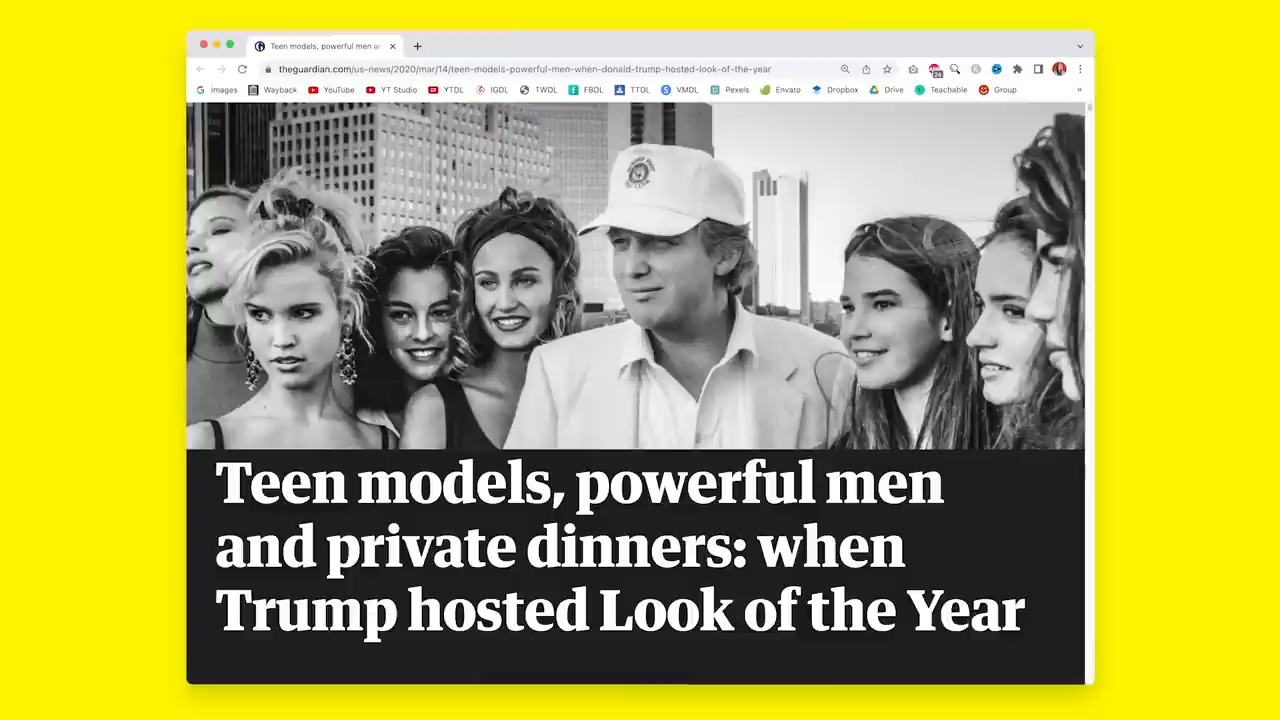 Teen models, powerful men a
theguardian.com/us-news/2020/mar/14/teen-models-powerful-men-when-donald-trump-hosted-look-of-the-year
images Wayback YouTube YT Studio YTDL IGDL TWDL FBDL TTDL VMDL Pexels Envato Dropbox Drive Teachable Group »
Teen models, powerful men
and private dinners: when
Trump hosted Look of the Year